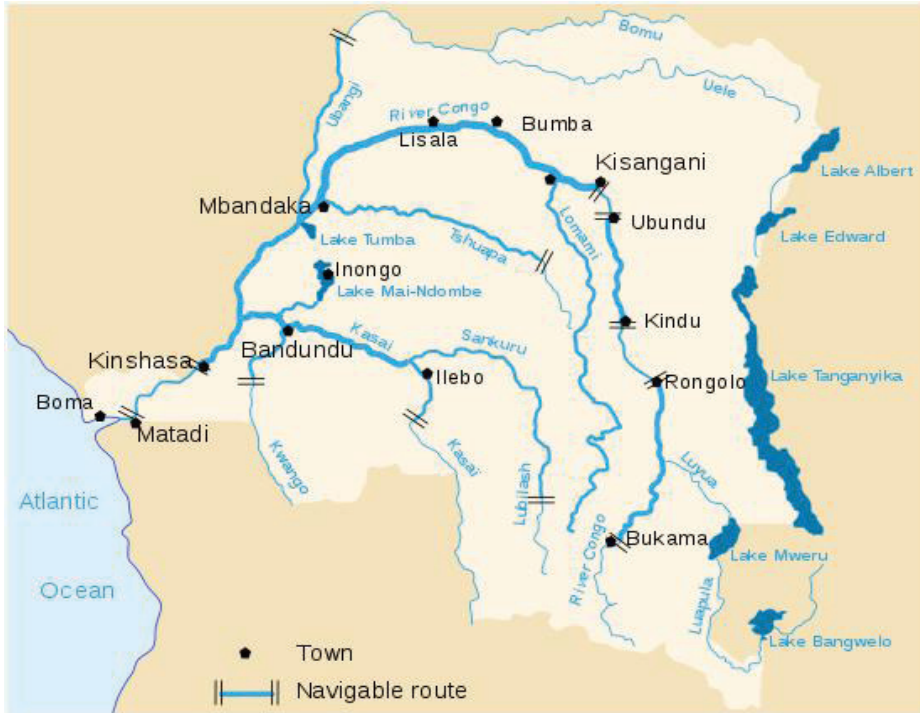 Bomu
Uele
Ubangi
River Congo
Lisala
Bumba
Kisangani
Lake Albert
Mbandaka
Lake Tumba
Tshuapa
Lomami
Ubundu
Lake Edward
Inongo
Lake Mai-Ndombe
Kindu
Kinshasa
Bandundu
Kasai
Sankuru
Ilebo
Rongolo
Lake Tanganyika
Boma
Matadi
Kwango
Kasai
Lubilash
Luyua
Atlantic
Ocean
River Congo
Bukama
Lake Mweru
Luapula
Lake Bangwelo
Town
Navigable route